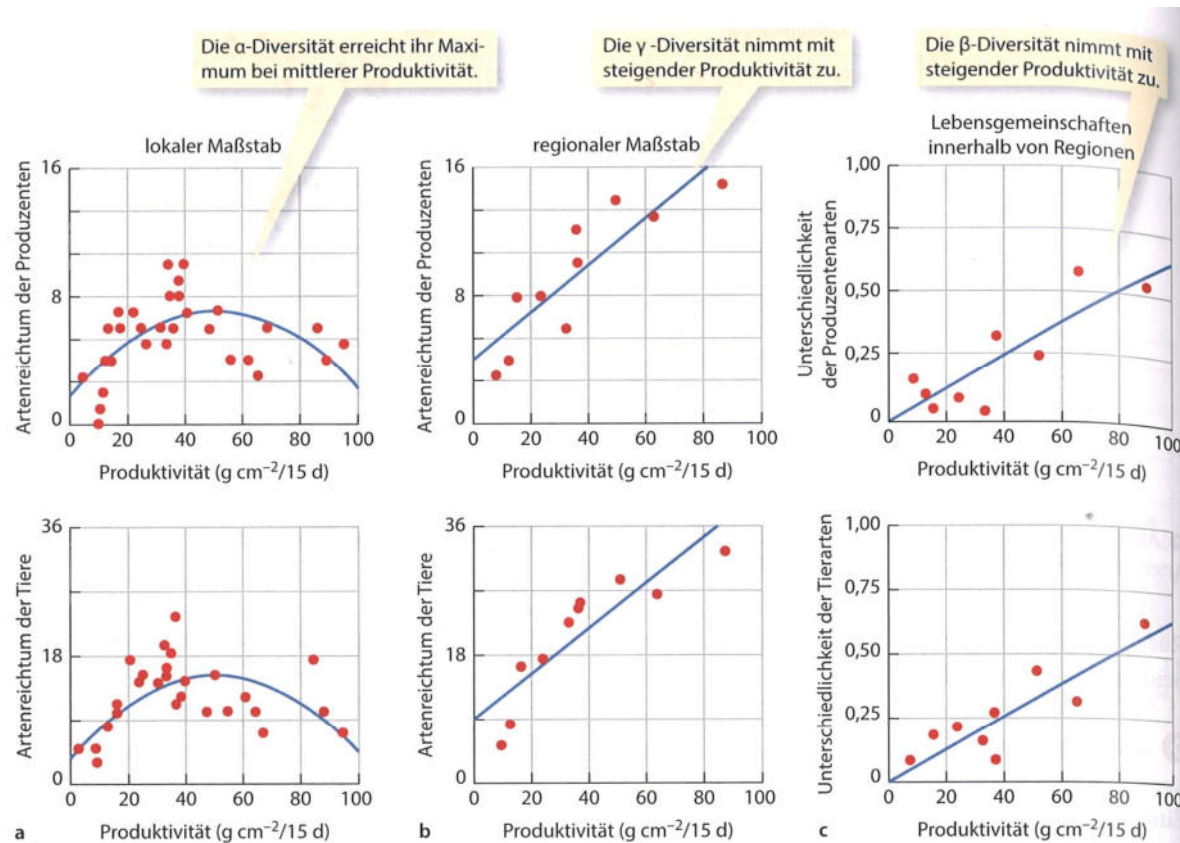 Die α-Diversität erreicht ihr Maxi-
mum bei mittlerer Produktivität.
Die γ -Diversität nimmt mit
steigender Produktivität zu.
Die β-Diversität nimmt mit
steigender Produktivität zu.
lokaler Maßstab
Artenreichtum der Produzenten
16
8
0
0 20 40 60 80 100
Produktivität (g cm⁻²/15 d)
regionaler Maßstab
Artenreichtum der Produzenten
16
8
0
0 20 40 60 80 100
Produktivität (g cm⁻²/15 d)
Lebensgemeinschaften
innerhalb von Regionen
Unterschiedlichkeit
der Produzentenarten
1,00
0,75
0,50
0,25
0
0 20 40 60 80 100
Produktivität (g cm⁻²/15 d)
Artenreichtum der Tiere
36
18
0
0 20 40 60 80 100
a
Produktivität (g cm⁻²/15 d)
Artenreichtum der Tiere
36
18
0
0 20 40 60 80 100
b
Produktivität (g cm⁻²/15 d)
Unterschiedlichkeit der Tierarten
1,00
0,75
0,50
0,25
0
0 20 40 60 80 100
c
Produktivität (g cm⁻²/15 d)